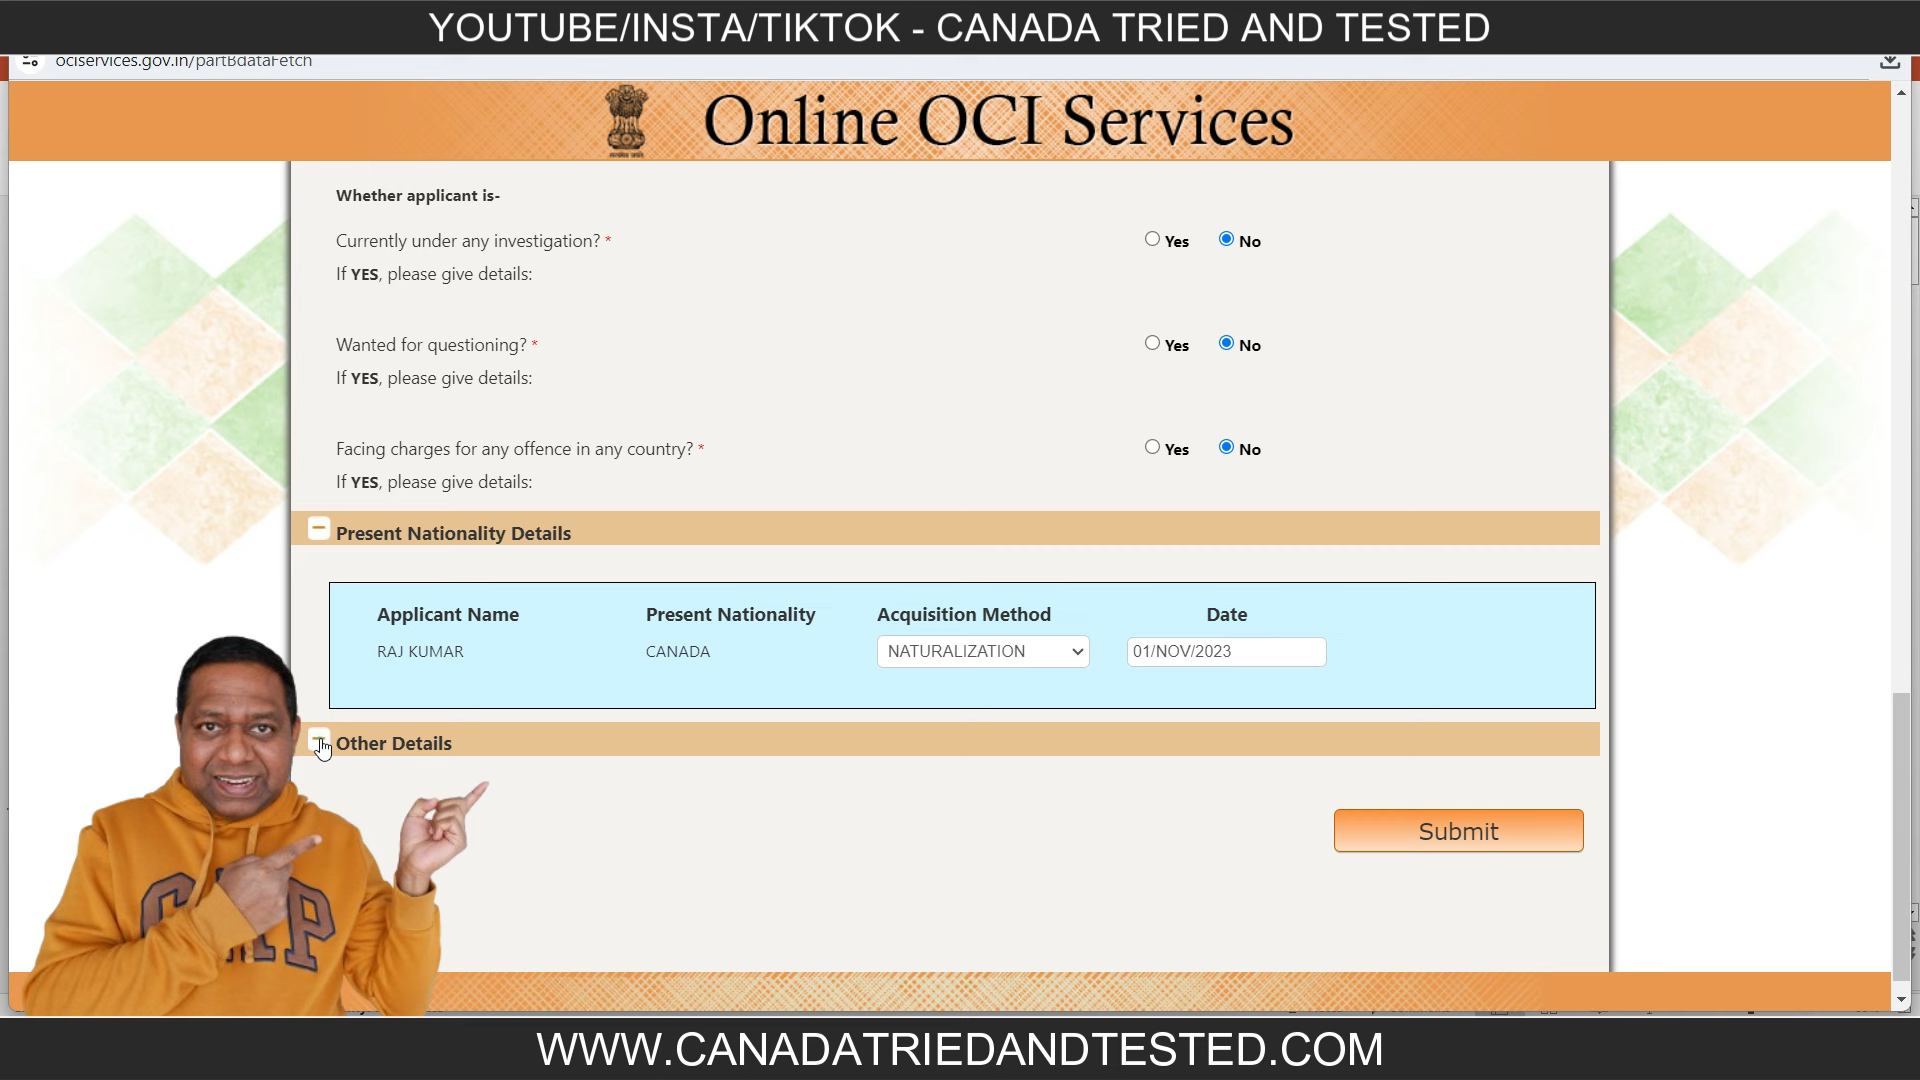 YOUTUBE/INSTA/TIKTOK - CANADA TRIED AND TESTED
ociservices.gov.in/partBdataFetch
Online OCI Services
Whether applicant is-
Currently under any investigation? * Yes No
If YES, please give details:
Wanted for questioning? * Yes No
If YES, please give details:
Facing charges for any offence in any country? * Yes No
If YES, please give details:
Present Nationality Details
Applicant Name Present Nationality Acquisition Method Date
RAJ KUMAR CANADA NATURALIZATION 01/NOV/2023
Other Details
Submit
WWW.CANADATRIEDANDTESTED.COM